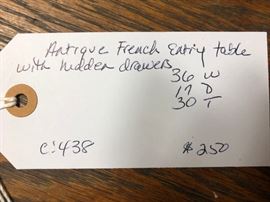 Antique French Entry table
with hidden drawers
36 W
17 D
30 T
c:438 $250